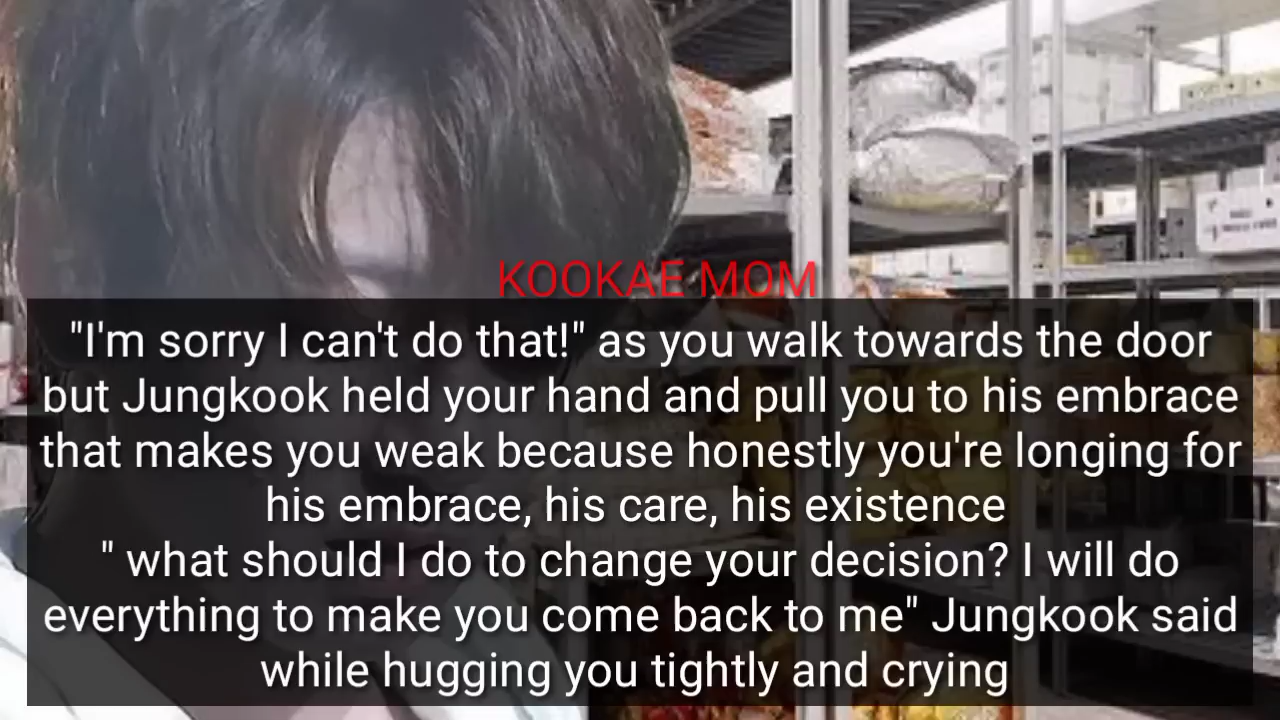 KOOKAE MOM
"I'm sorry I can't do that!" as you walk towards the door
but Jungkook held your hand and pull you to his embrace
that makes you weak because honestly you're longing for
his embrace, his care, his existence
" what should I do to change your decision? I will do
everything to make you come back to me" Jungkook said
while hugging you tightly and crying